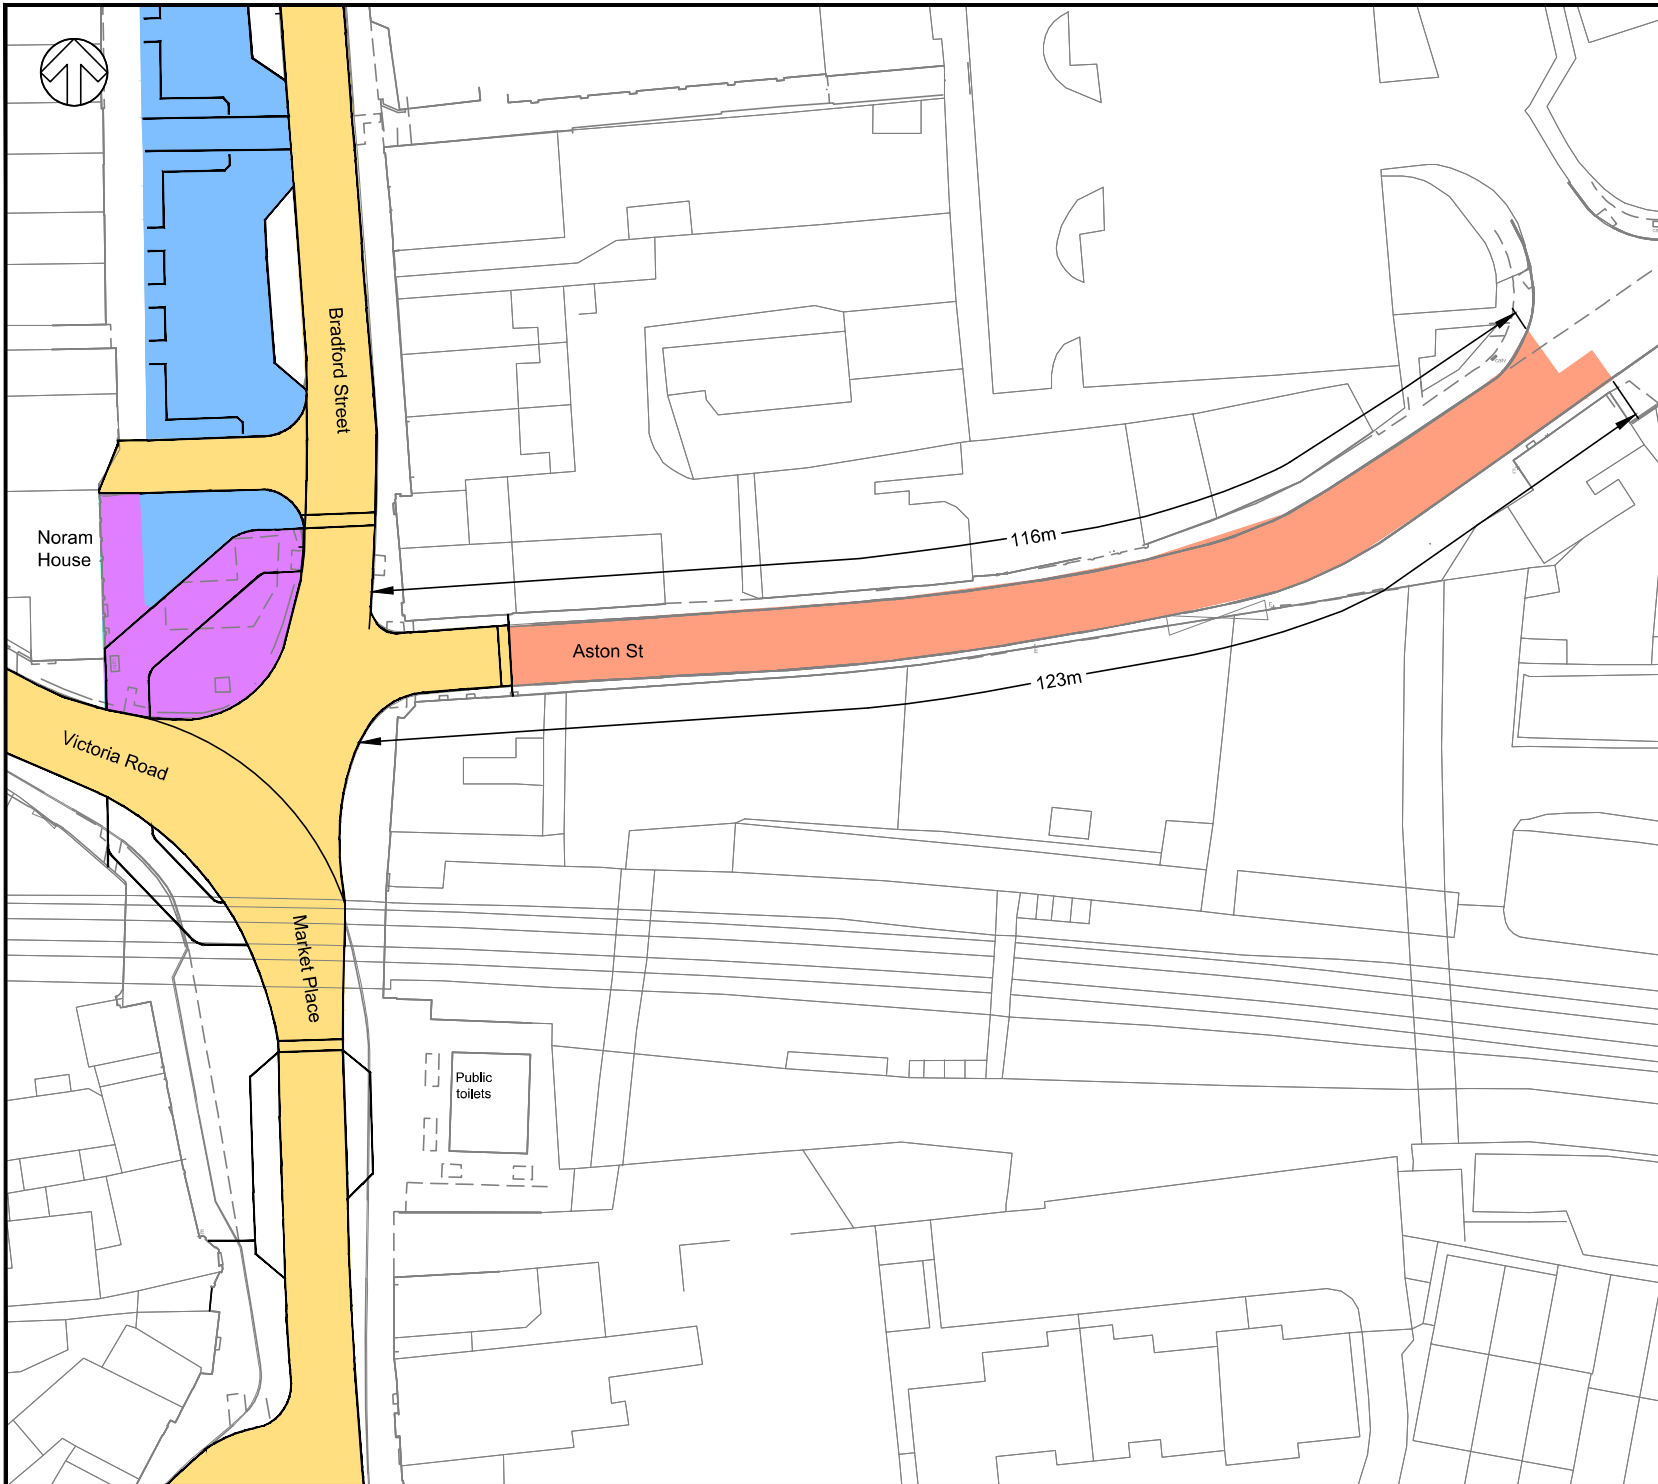 Bradford Street
Noram
House
116m
Aston St
123m
Victoria Road
Market Place
Public
toilets